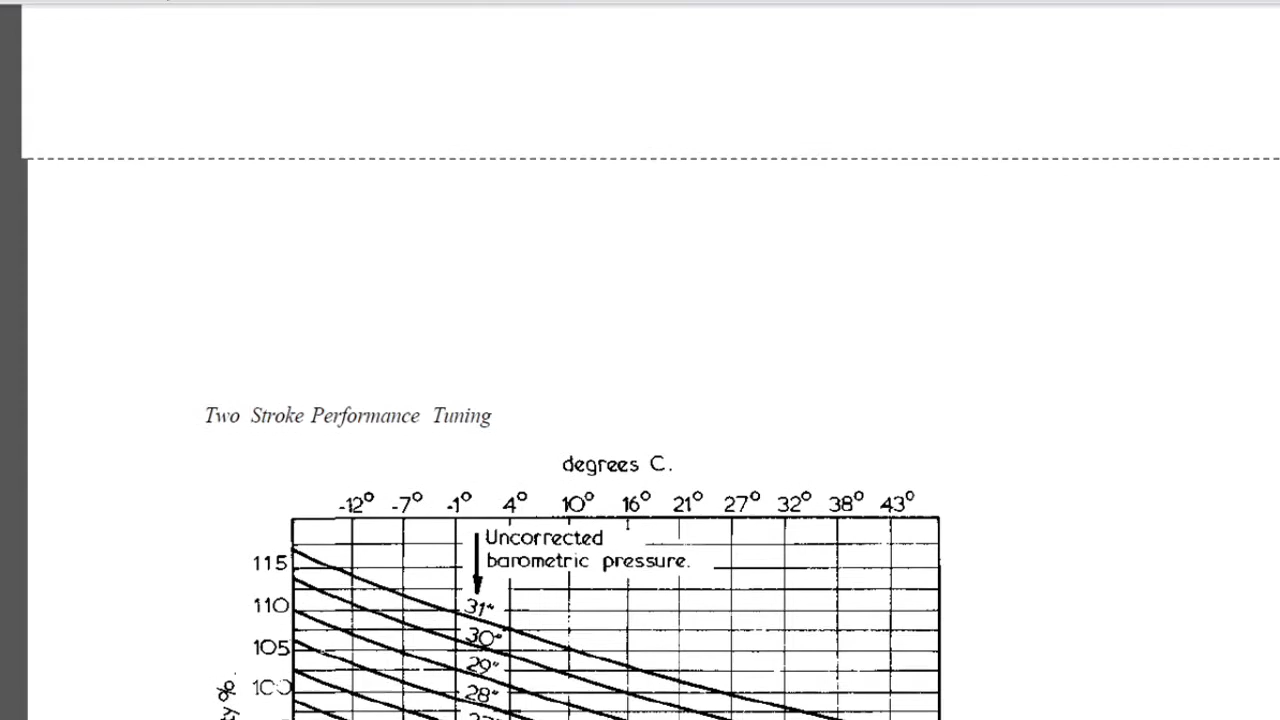 Two Stroke Performance Tuning
degrees C.
-12° -7° -1° 4° 10° 16° 21° 27° 32° 38° 43°
Uncorrected
barometric pressure.
115
31"
110
30"
105
29"
100
28"